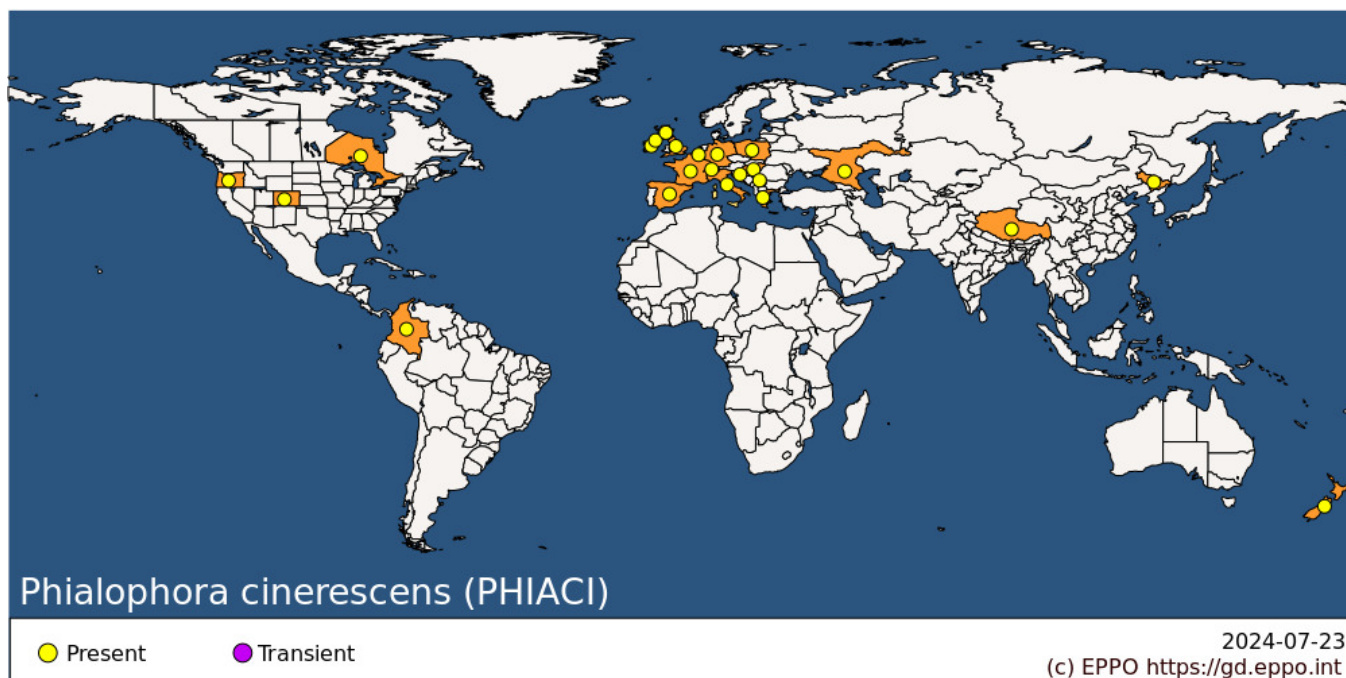 Phialophora cinerescens (PHIACI)
Present
Transient
2024-07-23
(c) EPPO https://gd.eppo.int